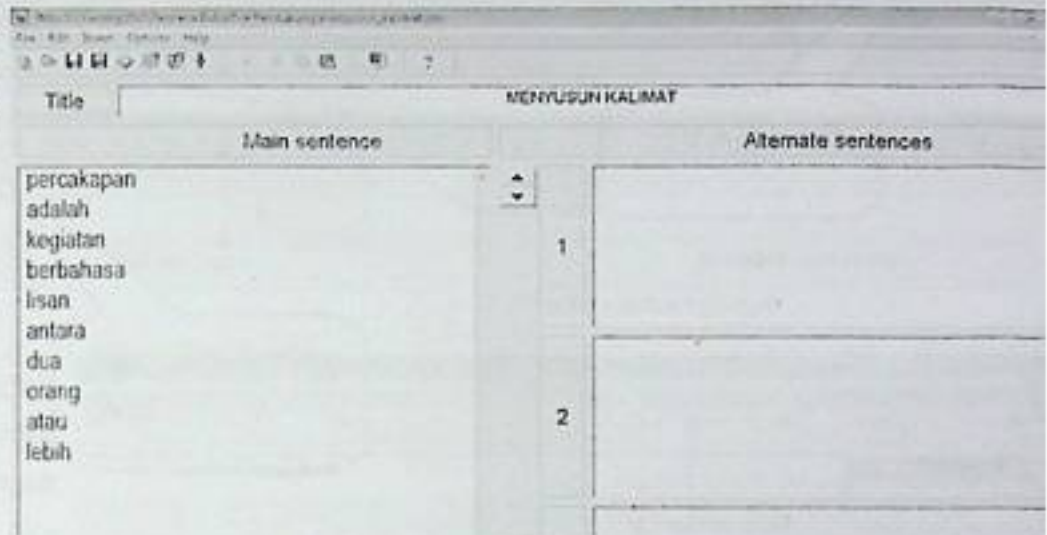 Title MENYUSUN KALIMAT
Main sentence Alternate sentences
percakapan
adalah
kegiatan
berbahasa
lisan
antara
dua
orang
atau
lebih
1
2